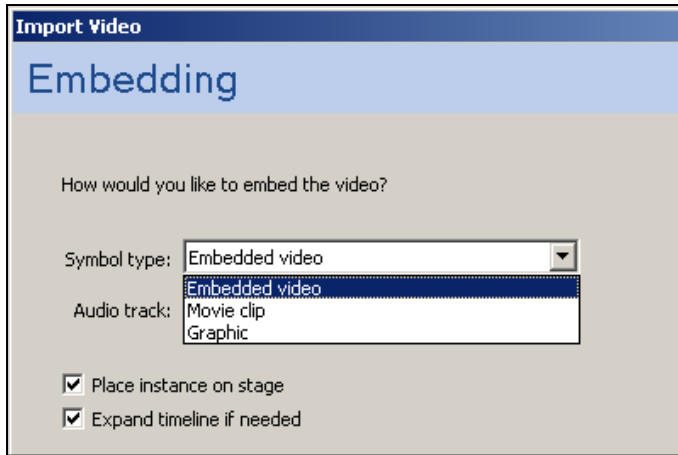 Import Video
Embedding
How would you like to embed the video?
Symbol type: Embedded video
Embedded video
Audio track: Movie clip
Graphic
Place instance on stage
Expand timeline if needed